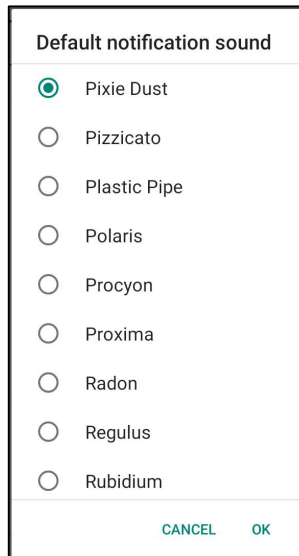 Default notification sound
Pixie Dust
Pizzicato
Plastic Pipe
Polaris
Procyon
Proxima
Radon
Regulus
Rubidium
CANCEL OK